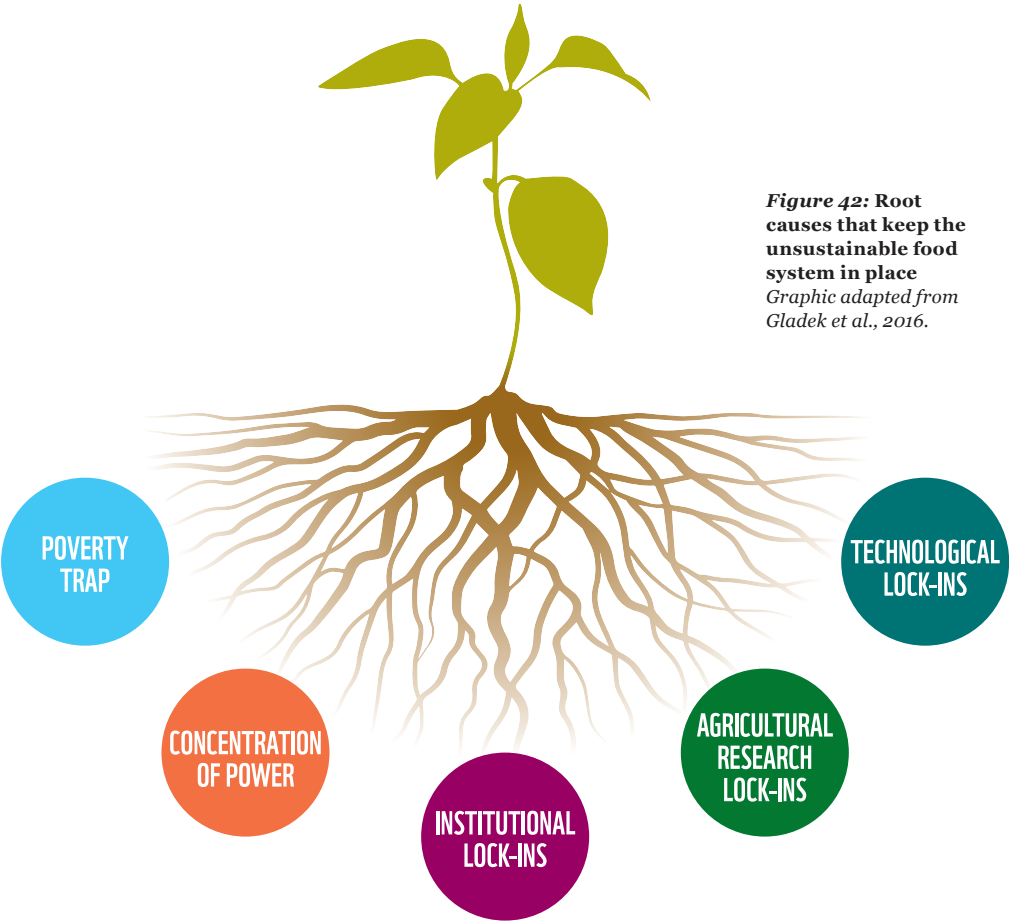 Figure 42: Root
causes that keep the
unsustainable food
system in place
Graphic adapted from
Gladek et al., 2016.
POVERTY
TRAP
CONCENTRATION
OF POWER
INSTITUTIONAL
LOCK-INS
AGRICULTURAL
RESEARCH
LOCK-INS
TECHNOLOGICAL
LOCK-INS